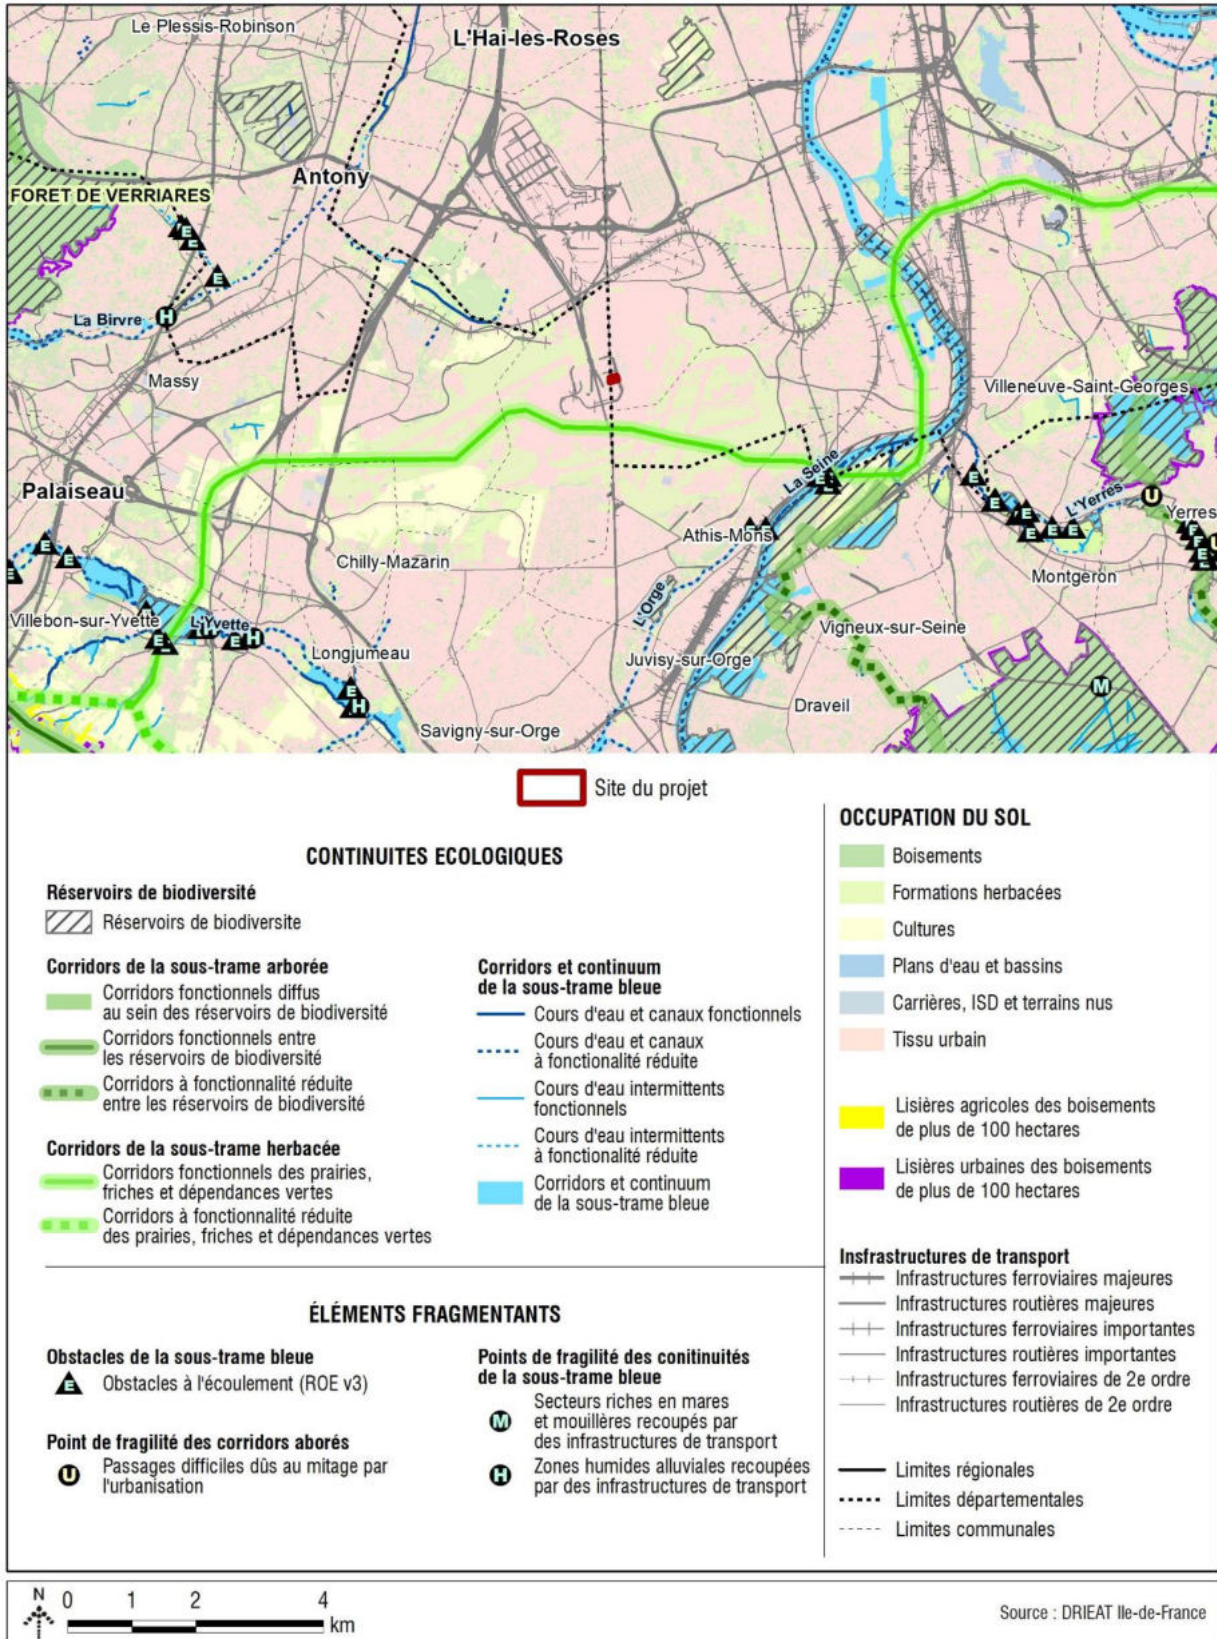 Le Plessis-Robinson
L'Hai-les-Roses
Antony
FORET DE VERRIARES
La Birvre
H
Massy
Villeneuve-Saint-Georges
Palaiseau
La Seine
L'Yerres
U
Yerres
Athis-Mons
Chilly-Mazarin
Montgeron
L'Orge
Villebon-sur-Yvette
L'Yvette
Vigneux-sur-Seine
Longjumeau
Juvisy-sur-Orge
M
Draveil
Savigny-sur-Orge
Site du projet
CONTINUITES ECOLOGIQUES
Réservoirs de biodiversité
Réservoirs de biodiversite
Corridors de la sous-trame arborée
Corridors fonctionnels diffus
au sein des réservoirs de biodiversité
Corridors fonctionnels entre
les réservoirs de biodiversité
Corridors à fonctionnalité réduite
entre les réservoirs de biodiversité
Corridors de la sous-trame herbacée
Corridors fonctionnels des prairies,
friches et dépendances vertes
Corridors à fonctionnalité réduite
des prairies, friches et dépendances vertes
Corridors et continuum
de la sous-trame bleue
Cours d'eau et canaux fonctionnels
Cours d'eau et canaux
à fonctionalité réduite
Cours d'eau intermittents
fonctionnels
Cours d'eau intermittents
à fonctionalité réduite
Corridors et continuum
de la sous-trame bleue
ÉLÉMENTS FRAGMENTANTS
Obstacles de la sous-trame bleue
E Obstacles à l'écoulement (ROE v3)
Point de fragilité des corridors aborés
U Passages difficiles dûs au mitage par
l'urbanisation
Points de fragilité des conitinuités
de la sous-trame bleue
M Secteurs riches en mares
et mouillères recoupés par
des infrastructures de transport
H Zones humides alluviales recoupées
par des infrastructures de transport
OCCUPATION DU SOL
Boisements
Formations herbacées
Cultures
Plans d'eau et bassins
Carrières, ISD et terrains nus
Tissu urbain
Lisières agricoles des boisements
de plus de 100 hectares
Lisières urbaines des boisements
de plus de 100 hectares
Insfrastructures de transport
Infrastructures ferroviaires majeures
Infrastructures routières majeures
Infrastructures ferroviaires importantes
Infrastructures routières importantes
Infrastructures ferroviaires de 2e ordre
Infrastructures routières de 2e ordre
Limites régionales
Limites départementales
Limites communales
N
0 1 2 4
km
Source : DRIEAT Ile-de-France